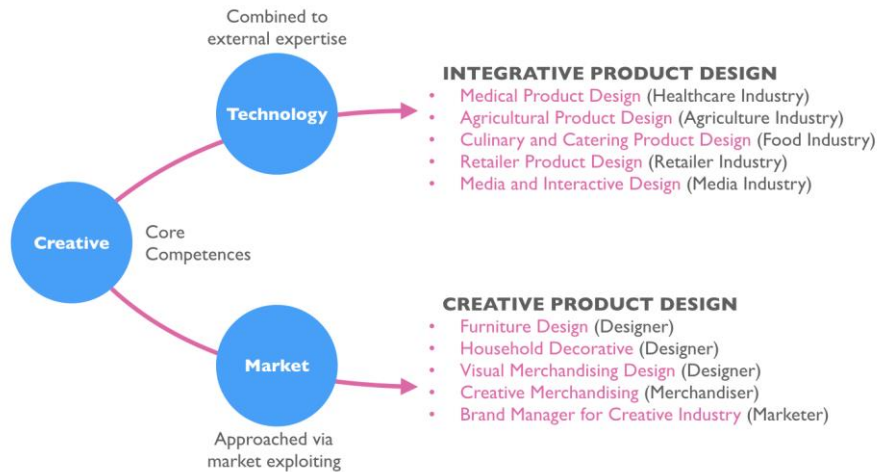 Combined to
external expertise
Technology
INTEGRATIVE PRODUCT DESIGN
• Medical Product Design (Healthcare Industry)
• Agricultural Product Design (Agriculture Industry)
• Culinary and Catering Product Design (Food Industry)
• Retailer Product Design (Retailer Industry)
• Media and Interactive Design (Media Industry)
Creative
Core
Competences
CREATIVE PRODUCT DESIGN
• Furniture Design (Designer)
• Household Decorative (Designer)
• Visual Merchandising Design (Designer)
• Creative Merchandising (Merchandiser)
• Brand Manager for Creative Industry (Marketer)
Market
Approached via
market exploiting